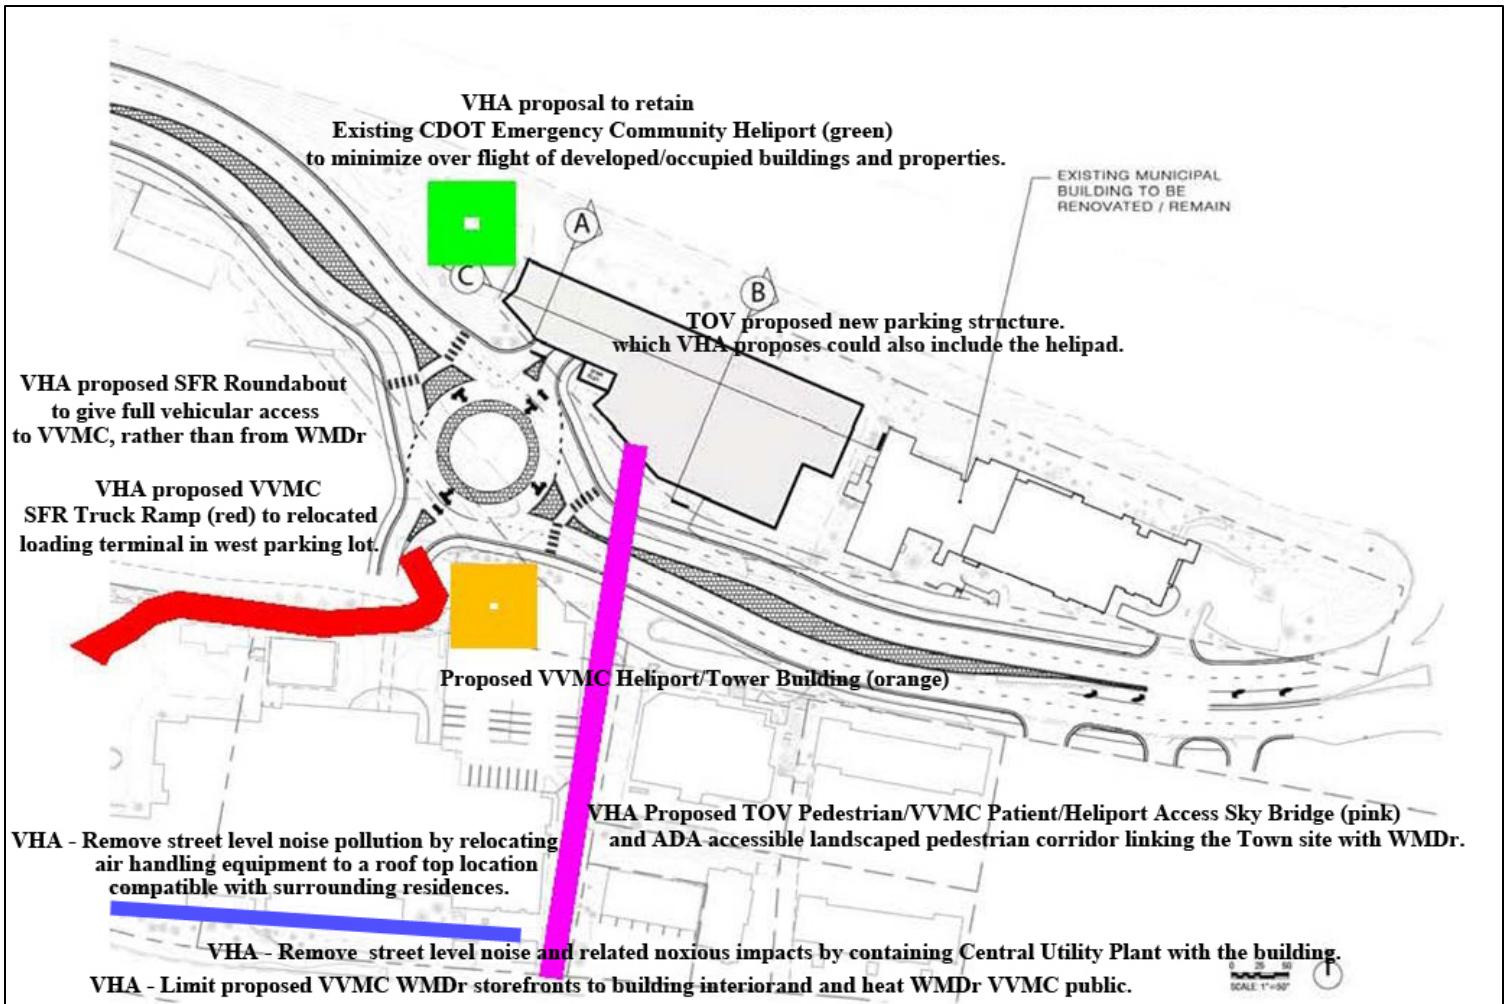 VHA proposal to retain
Existing CDOT Emergency Community Heliport (green)
to minimize over flight of developed/occupied buildings and properties.
EXISTING MUNICIPAL
BUILDING TO BE
RENOVATED / REMAIN
A
C
B
TOV proposed new parking structure.
which VHA proposes could also include the helipad.
VHA proposed SFR Roundabout
to give full vehicular access
to VVMC, rather than from WMDr
VHA proposed VVMC
SFR Truck Ramp (red) to relocated
loading terminal in west parking lot.
Proposed VVMC Heliport/Tower Building (orange)
VHA Proposed TOV Pedestrian/VVMC Patient/Heliport Access Sky Bridge (pink)
and ADA accessible landscaped pedestrian corridor linking the Town site with WMDr.
VHA - Remove street level noise pollution by relocating
air handling equipment to a roof top location
compatible with surrounding residences.
VHA - Remove street level noise and related noxious impacts by containing Central Utility Plant with the building.
VHA - Limit proposed VVMC WMDr storefronts to building interiorand and heat WMDr VVMC public.
0 25 50
SCALE: 1"=50"